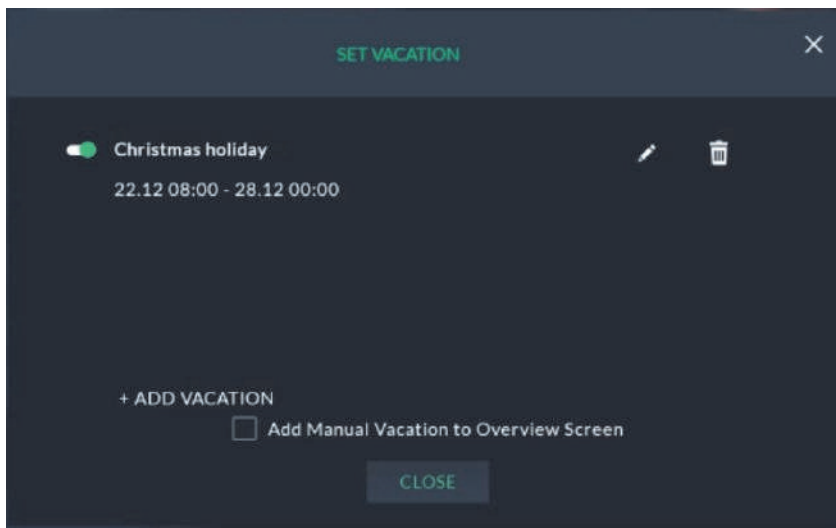 SET VACATION
Christmas holiday
22.12 08:00 - 28.12 00:00
+ ADD VACATION
Add Manual Vacation to Overview Screen
CLOSE